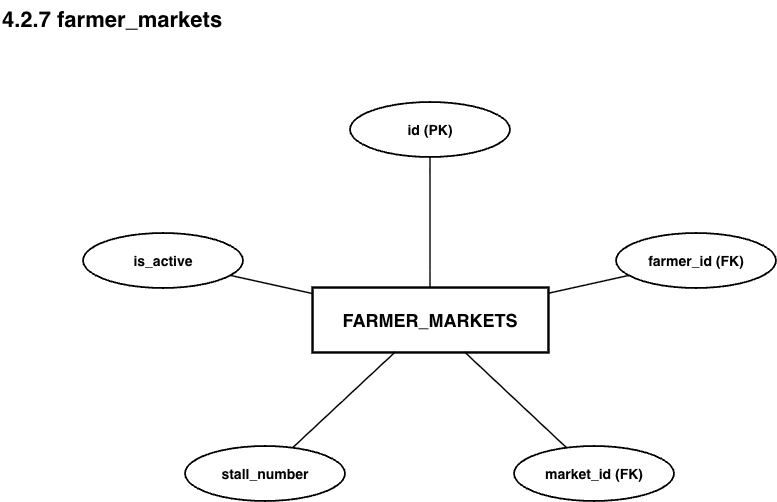 4.2.7 farmer_markets
id (PK)
is_active
farmer_id (FK)
FARMER_MARKETS
stall_number
market_id (FK)